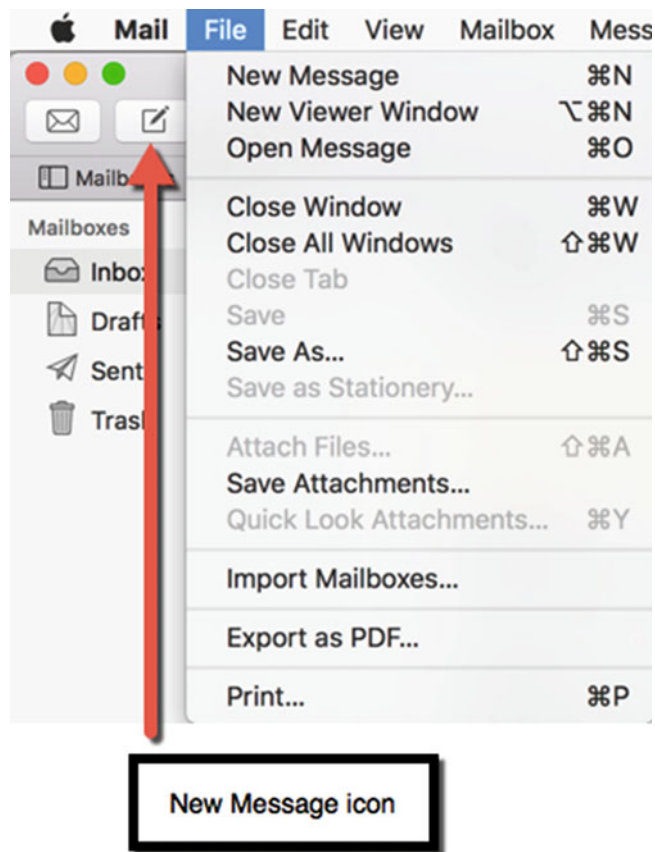 Mail File Edit View Mailbox Mess
New Message ⌘N
New Viewer Window ⌥⌘N
Open Message ⌘O
Mailb
Close Window ⌘W
Mailboxes
Close All Windows ⇧⌘W
Inbo
Close Tab
Draft
Save ⌘S
Save As... ⇧⌘S
Sent
Save as Stationery...
Tras
Attach Files... ⇧⌘A
Save Attachments...
Quick Look Attachments... ⌘Y
Import Mailboxes...
Export as PDF...
Print... ⌘P
New Message icon